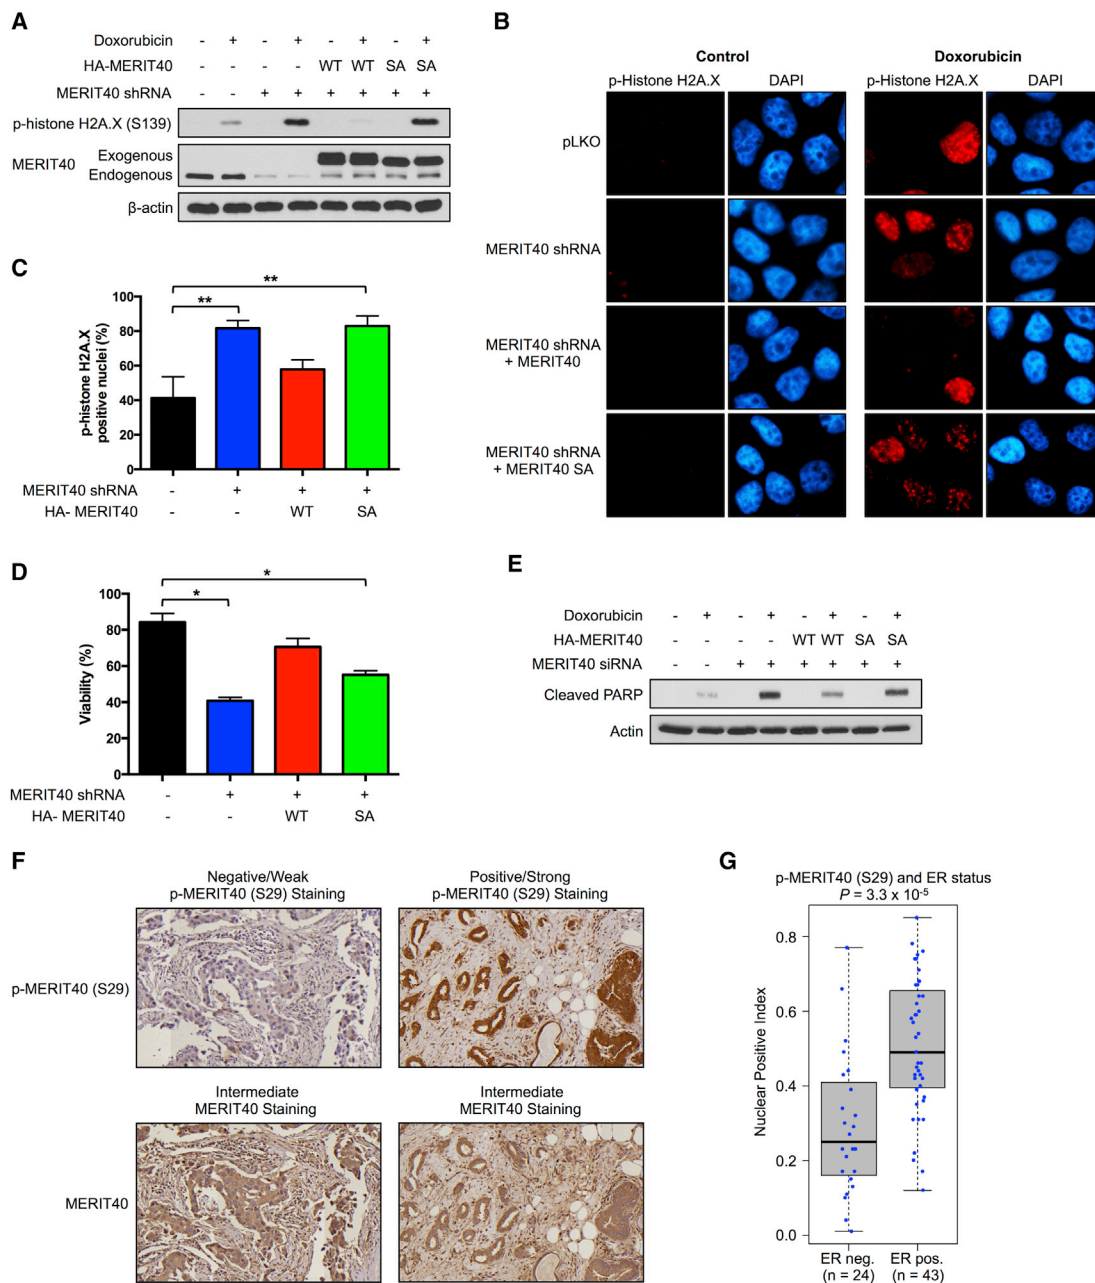 A
Doxorubicin - + - + - + - +
HA-MERIT40 WT WT SA SA
MERIT40 shRNA - - + + + + + +
p-histone H2A.X (S139)
MERIT40 Exogenous
Endogenous
β-actin
B
Control Doxorubicin
p-Histone H2A.X DAPI p-Histone H2A.X DAPI
pLKO
MERIT40 shRNA
MERIT40 shRNA
+ MERIT40
MERIT40 shRNA
+ MERIT40 SA
C
** 
**
p-histone H2A.X
positive nuclei (%)
100
80
60
40
20
0
MERIT40 shRNA - + + +
HA- MERIT40 - - WT SA
D
*
*
Viability (%)
100
80
60
40
20
0
MERIT40 shRNA - + + +
HA- MERIT40 - - WT SA
E
Doxorubicin - + - + - + - +
HA-MERIT40 - - - - WT WT SA SA
MERIT40 siRNA - - + + + + + +
Cleaved PARP
Actin
F
Negative/Weak
p-MERIT40 (S29) Staining
Positive/Strong
p-MERIT40 (S29) Staining
p-MERIT40 (S29)
Intermediate
MERIT40 Staining
Intermediate
MERIT40 Staining
MERIT40
G
p-MERIT40 (S29) and ER status
P = 3.3 x 10-5
Nuclear Positive Index
0.8
0.6
0.4
0.2
0.0
ER neg.
(n = 24)
ER pos.
(n = 43)